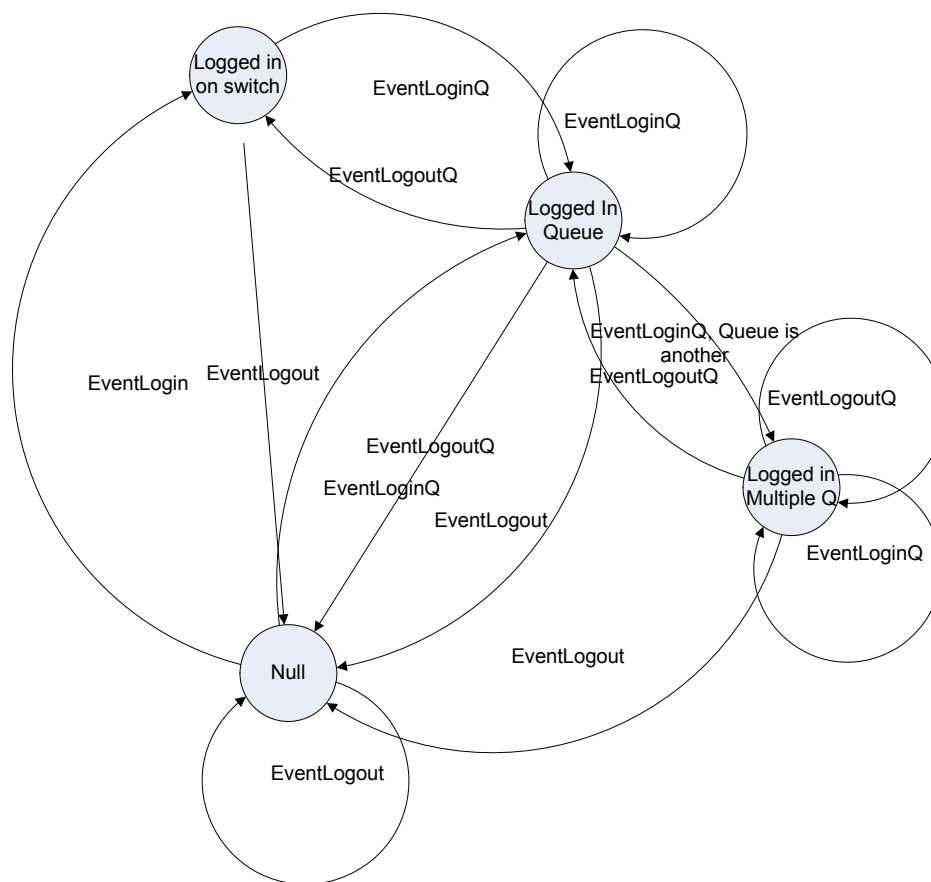 Logged in
on switch
EventLoginQ
EventLoginQ
EventLogoutQ
Logged In
Queue
EventLoginQ, Queue is
another
EventLogoutQ
EventLogin
EventLogout
EventLogoutQ
EventLogoutQ
EventLoginQ
Logged in
Multiple Q
EventLogout
EventLoginQ
EventLogout
Null
EventLogout